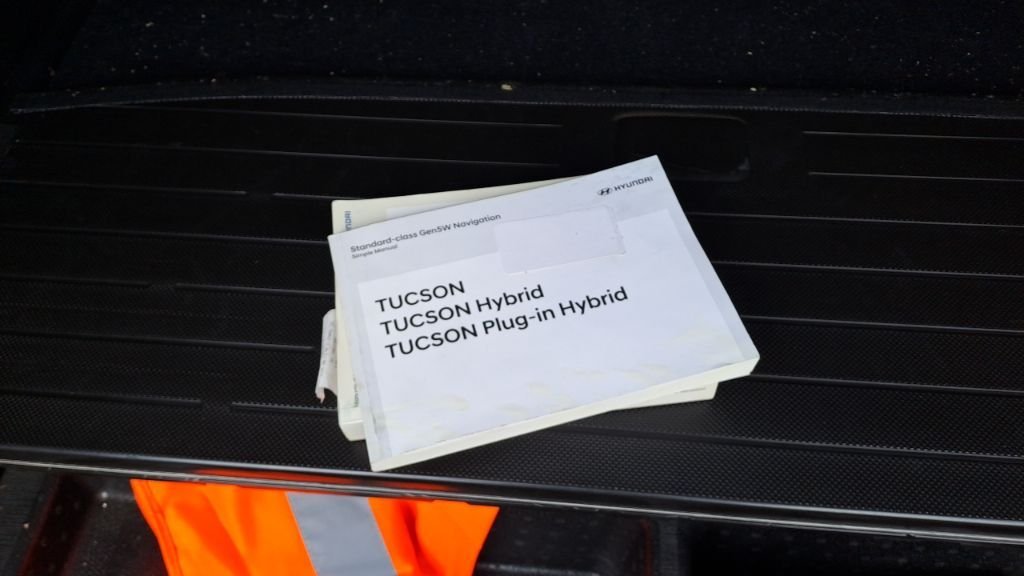 HYUNDAI
Standard-class Gen5W Navigation
Simple Manual
TUCSON
TUCSON Hybrid
TUCSON Plug-in Hybrid